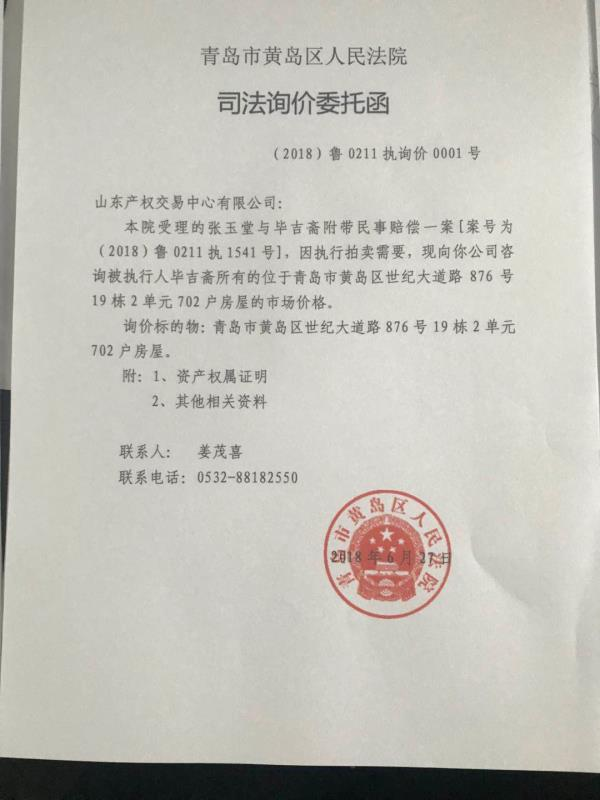 青岛市黄岛区人民法院
司法询价委托函
（2018）鲁 0211 执询价 0001 号
山东产权交易中心有限公司：
本院受理的张玉堂与毕吉斋附带民事赔偿一案[案号为
（2018）鲁 0211 执 1541 号]，因执行拍卖需要，现向你公司咨
询被执行人毕吉斋所有的位于青岛市黄岛区世纪大道路 876 号
19 栋 2 单元 702 户房屋的市场价格。
询价标的物：青岛市黄岛区世纪大道路 876 号 19 栋 2 单元
702 户房屋。
附：1、资产权属证明
2、其他相关资料
联系人： 姜茂喜
联系电话：0532-88182550
2018 年 6 月 27 日
青岛市黄岛区人民法院